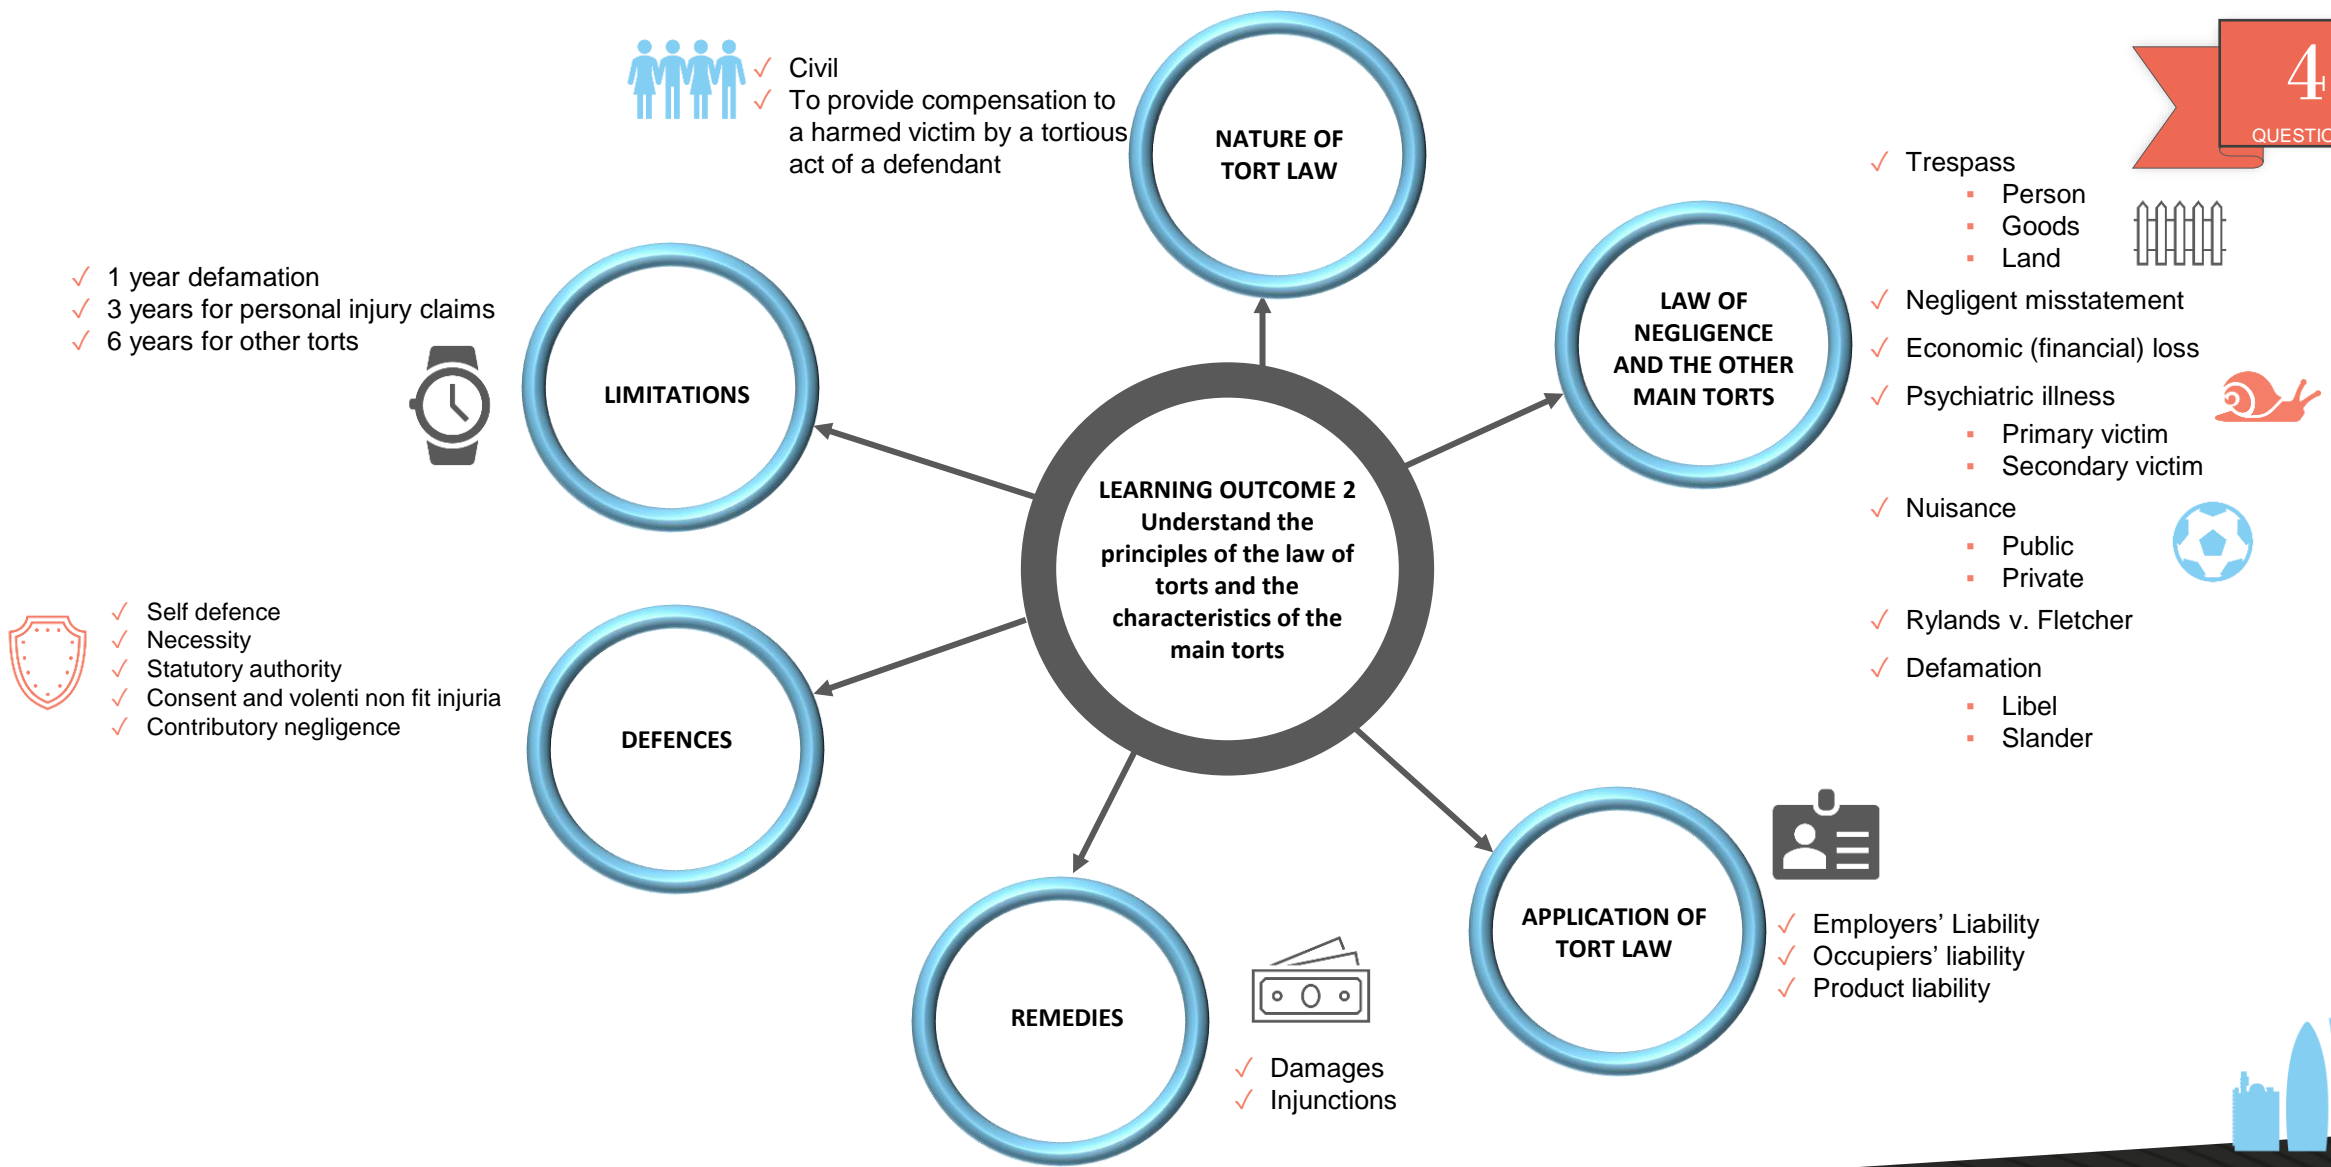 Civil
To provide compensation to
a harmed victim by a tortious
act of a defendant
NATURE OF
TORT LAW
4
Trespass
Person
Goods
Land
Negligent misstatement
Economic (financial) loss
Psychiatric illness
Primary victim
Secondary victim
Nuisance
Public
Private
Rylands v. Fletcher
Defamation
Libel
Slander
LAW OF
NEGLIGENCE
AND THE OTHER
MAIN TORTS
1 year defamation
3 years for personal injury claims
6 years for other torts
LIMITATIONS
LEARNING OUTCOME 2
Understand the
principles of the law of
torts and the
characteristics of the
main torts
Self defence
Necessity
Statutory authority
Consent and volenti non fit injuria
Contributory negligence
DEFENCES
APPLICATION OF
TORT LAW
Employers’ Liability
Occupiers’ liability
Product liability
REMEDIES
Damages
Injunctions